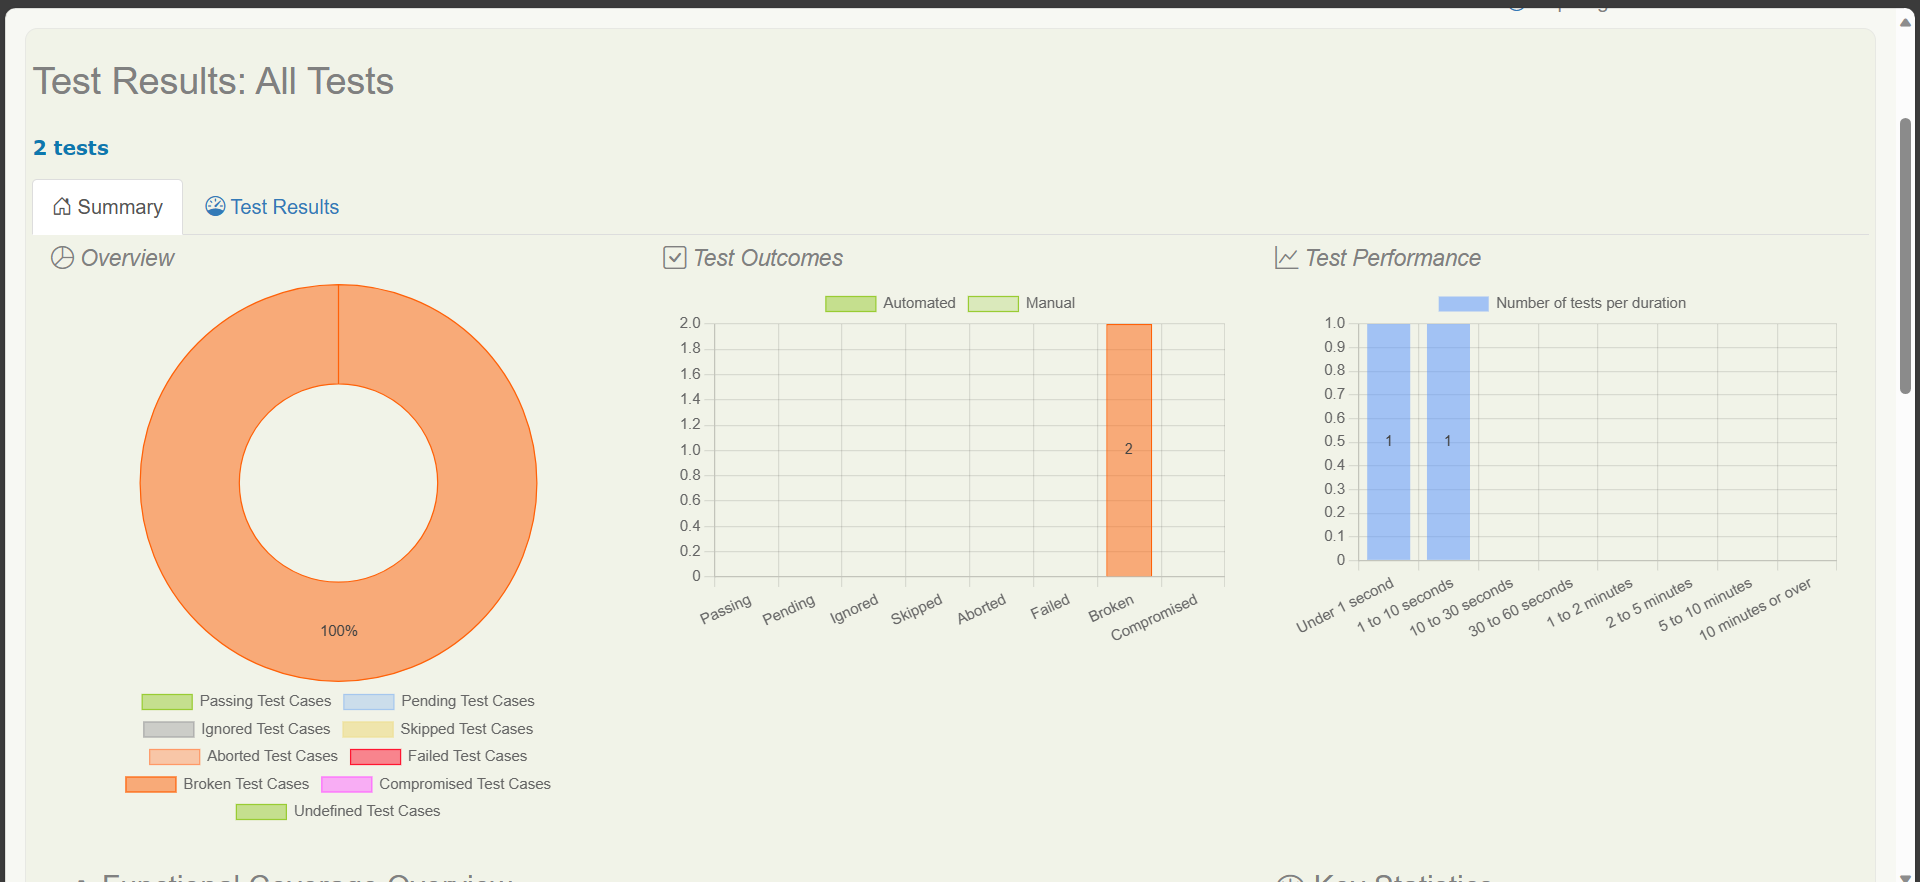 Test Results: All Tests
2 tests
Summary
Test Results
Overview
100%
Passing Test Cases
Pending Test Cases
Ignored Test Cases
Skipped Test Cases
Aborted Test Cases
Failed Test Cases
Broken Test Cases
Compromised Test Cases
Undefined Test Cases
Test Outcomes
Automated
Manual
2.0
1.8
1.6
1.4
1.2
1.0
0.8
0.6
0.4
0.2
0
2
Passing
Pending
Ignored
Skipped
Aborted
Failed
Broken
Compromised
Test Performance
Number of tests per duration
1.0
0.9
0.8
0.7
0.6
0.5
0.4
0.3
0.2
0.1
0
1
1
Under 1 second
1 to 10 seconds
10 to 30 seconds
30 to 60 seconds
1 to 2 minutes
2 to 5 minutes
5 to 10 minutes
10 minutes or over
Functional Coverage Overview
Key Statistics